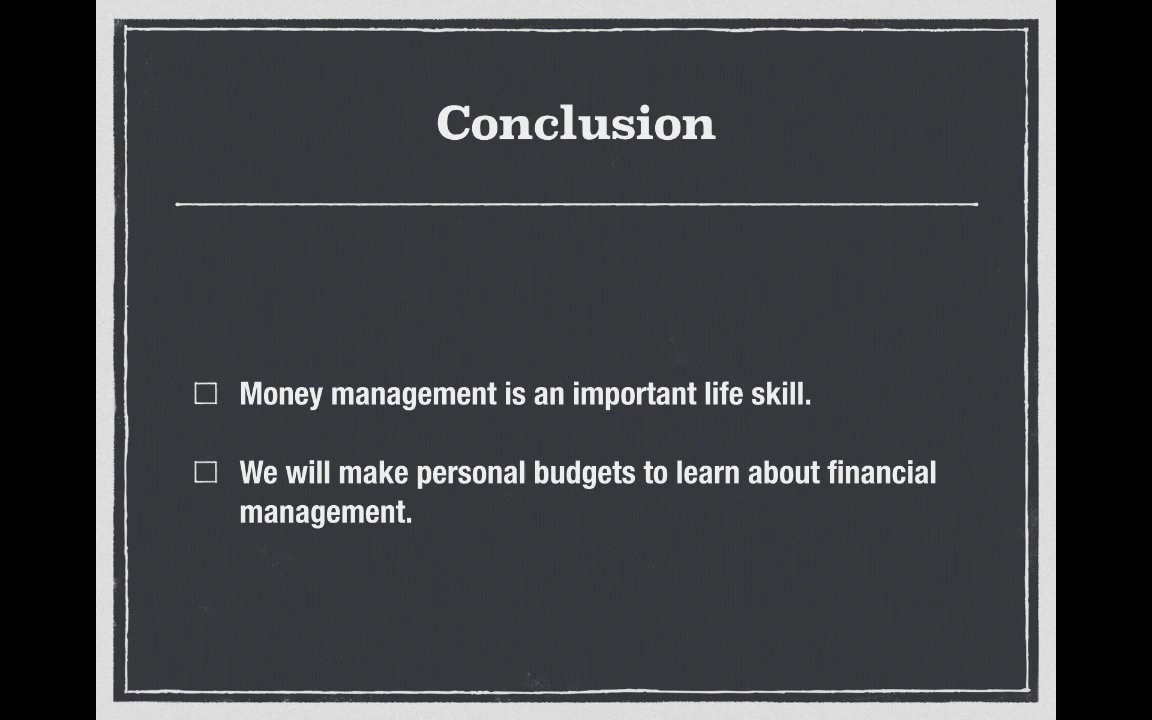 Conclusion
Money management is an important life skill.
We will make personal budgets to learn about financial
management.